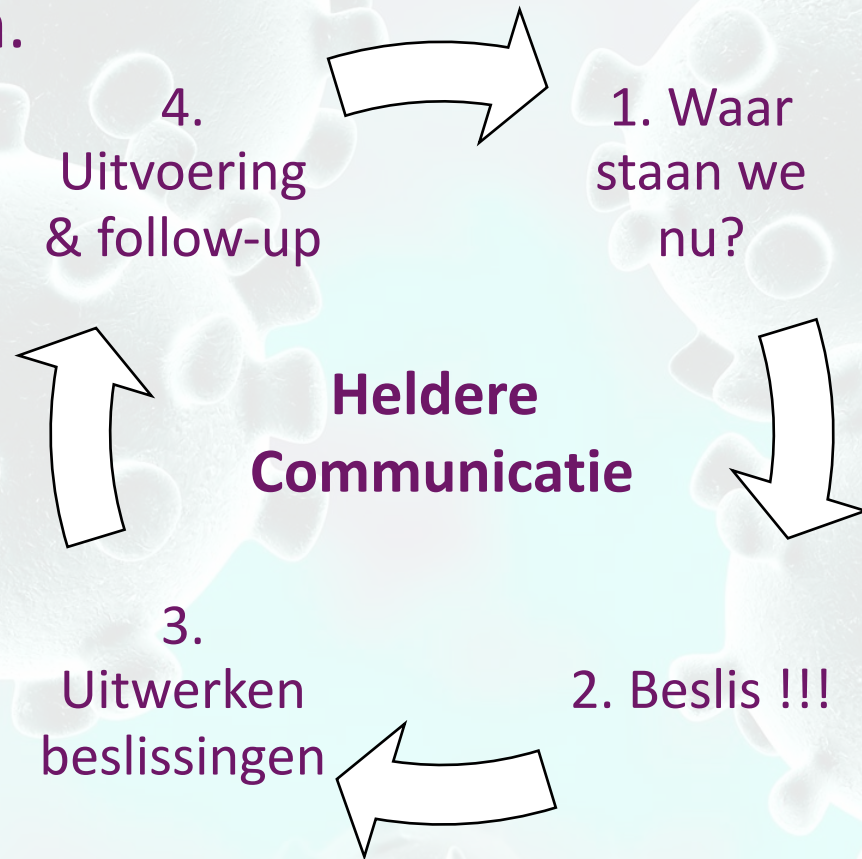 4.
Uitvoering
& follow-up
1. Waar
staan we
nu?
Heldere
Communicatie
3.
Uitwerken
beslissingen
2. Beslis !!!